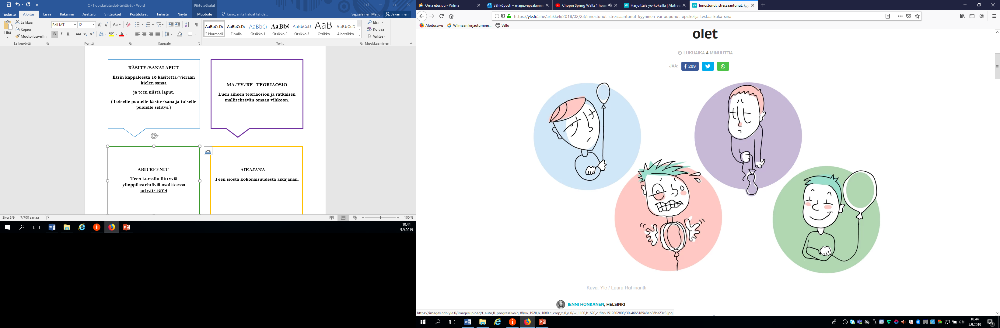 OP1 opiskelutaidot-tehtävät - Word
Piirtotyökalut
Tiedosto Aloitus Lisää Rakenne Asettelu Viittaukset Postitukset Tarkista Näytä Muotoile Kerro, mitä haluat tehdä... Vepsäläinen Maiju Jakaminen
Liitä
Leikkaa
Kopioi
Muotoilusivellin
Leikepöytä
Bell MT 12
Fontti
Kappale
AaBbCcDc AaBbCcDc AaBbCc AaBb( AaBbCcD AaB AaBbCcD
¶ Normaali Ei väliä Otsikko 1 Otsikko 2 Otsikko 3 Otsikko Alaotsikko
Tyylit
Etsi
Korvaa
Valitse
Muokkaaminen
KÄSITE/SANALAPUT
Etsin kappaleesta 10 käsitettä/vieraan
kielen sanaa
ja teen niistä laput.
(Toiselle puolelle käsite/sana ja toiselle
puolelle selitys.)
MA/FY/KE -TEORIAOSIO
Luen aiheen teoriaosion ja ratkaisen
mallitehtävän omaan vihkoon.
ABITREENIT
Teen kurssiin liittyviä
ylioppilastehtäviä osoitteessa
urly.fi/12YS
AIKAJANA
Teen isosta kokonaisuudesta aikajanan.
Sivu 5/9 7/700 sanaa
100 %
10.44
5.9.2019
Oma etusivu - Wilma
Sähköposti – maiju.vepsalainen
Chopin Spring Waltz 1 hour
Harjoittele yo-kokeilla | Abitree
Innostunut, stressaantunut, kyy
https://yle.fi/aihe/artikkeli/2018/02/23/innostunut-stressaantunut-kyyninen-vai-uupunut-opiskelija-testaa-kuka-sina
Aloitussivu Wilmaan kirjautumine... Vello
olet
LUKUAIKA 4 MINUUTTIA
JAA: 289
Kuva: Yle / Laura Rahinantti
JENNI HONKANEN, HELSINKI
https://images.cdn.yle.fi/image/upload/f_auto,fl_progressive/q_88/w_1920,h_1080,c_crop,x_0,y_0/w_1100,h_620,c_fit/v1519302808/39-4666185a8eb86be23c3.jpg
10.44
5.9.2019
3